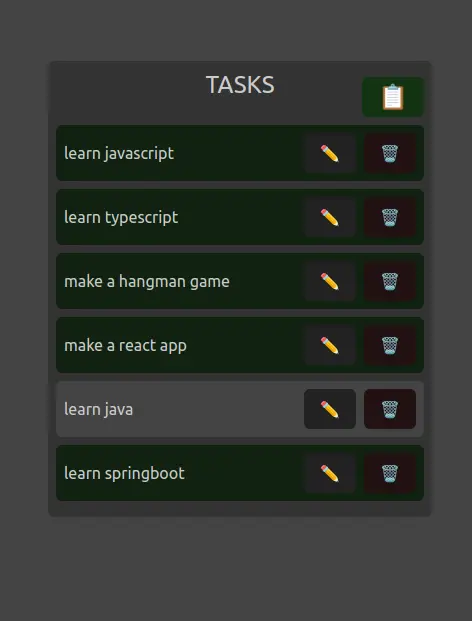 TASKS
learn javascript
learn typescript
make a hangman game
make a react app
learn java
learn springboot